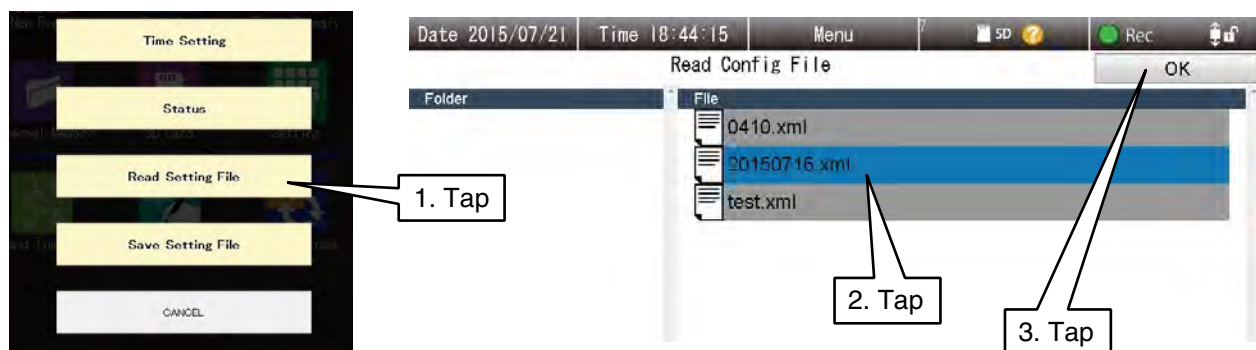 Time Setting
Status
Read Setting File
Save Setting File
CANCEL
1. Tap
Date 2015/07/21 Time 18:44:15 Menu 7 SD ? Rec
Read Config File OK
Folder File
0410.xml
20150716.xml
test.xml
2. Tap
3. Tap